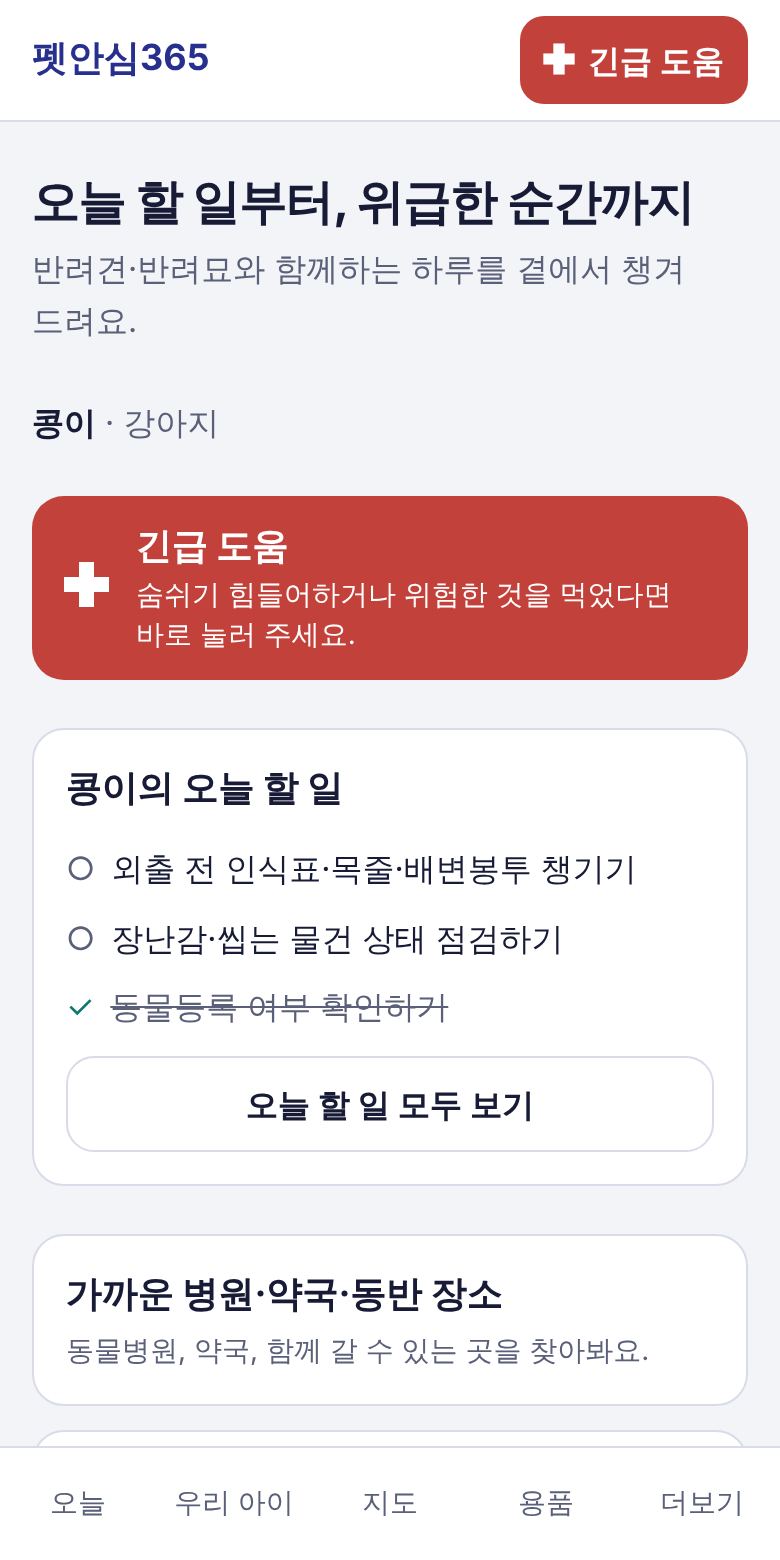 펫안심365
긴급 도움
오늘 할 일부터, 위급한 순간까지
반려견·반려묘와 함께하는 하루를 곁에서 챙겨
드려요.
콩이 · 강아지
긴급 도움
숨쉬기 힘들어하거나 위험한 것을 먹었다면
바로 눌러 주세요.
콩이의 오늘 할 일
외출 전 인식표·목줄·배변봉투 챙기기
장난감·씹는 물건 상태 점검하기
동물등록 여부 확인하기
오늘 할 일 모두 보기
가까운 병원·약국·동반 장소
동물병원, 약국, 함께 갈 수 있는 곳을 찾아봐요.
오늘 우리 아이 지도 용품 더보기